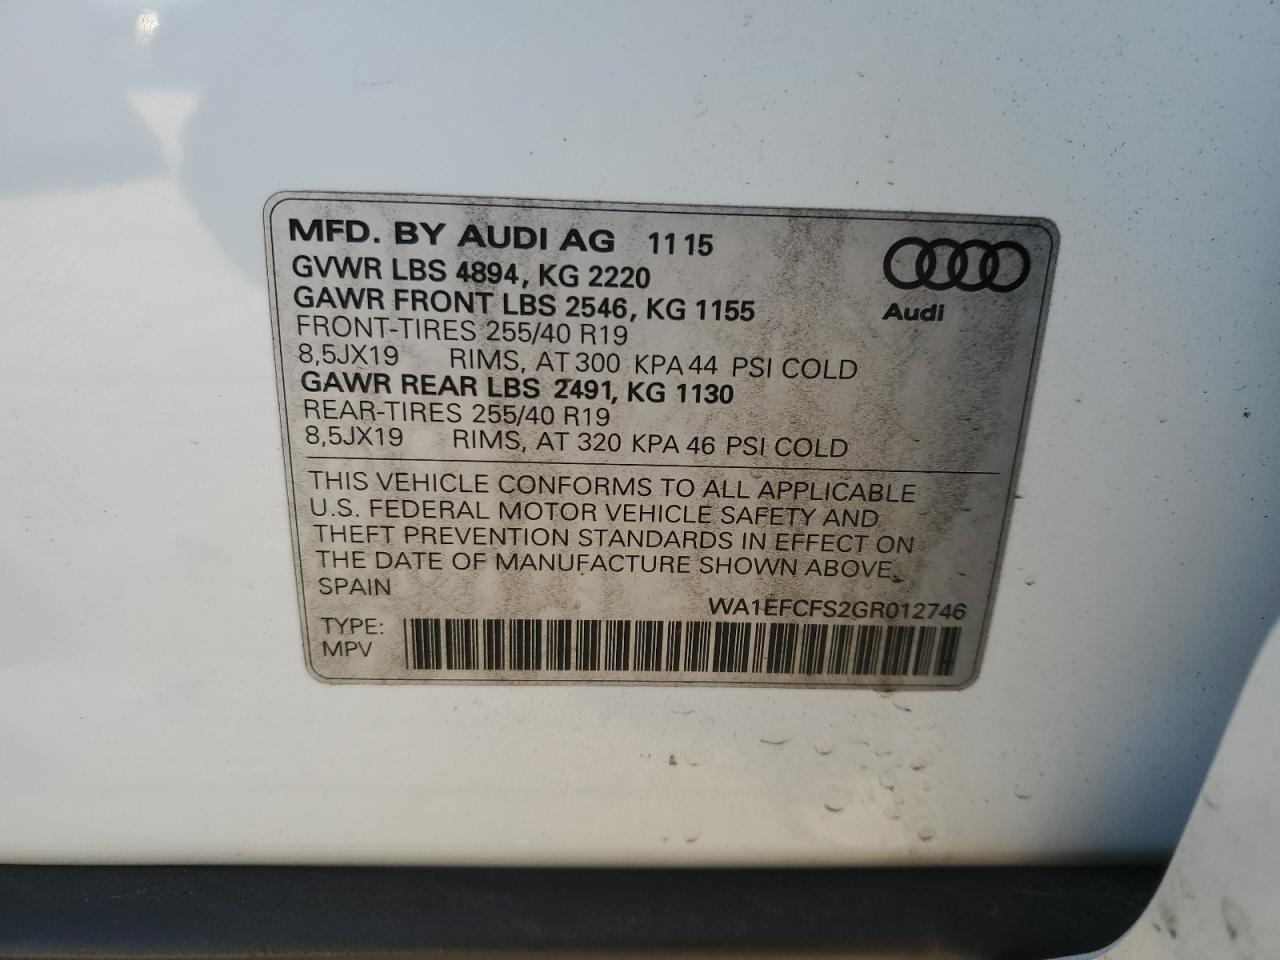 MFD. BY AUDI AG 11 15
GVWR LBS 4894, KG 2220
GAWR FRONT LBS 2546, KG 1155
FRONT-TIRES 255/40 R19
8,5JX19 RIMS, AT 300 KPA 44 PSI COLD
GAWR REAR LBS 2491, KG 1130
REAR-TIRES 255/40 R19
8,5JX19 RIMS, AT 320 KPA 46 PSI COLD
Audi
THIS VEHICLE CONFORMS TO ALL APPLICABLE
U.S. FEDERAL MOTOR VEHICLE SAFETY AND
THEFT PREVENTION STANDARDS IN EFFECT ON
THE DATE OF MANUFACTURE SHOWN ABOVE.
SPAIN
WA1EFCFS2GR012746
TYPE:
MPV